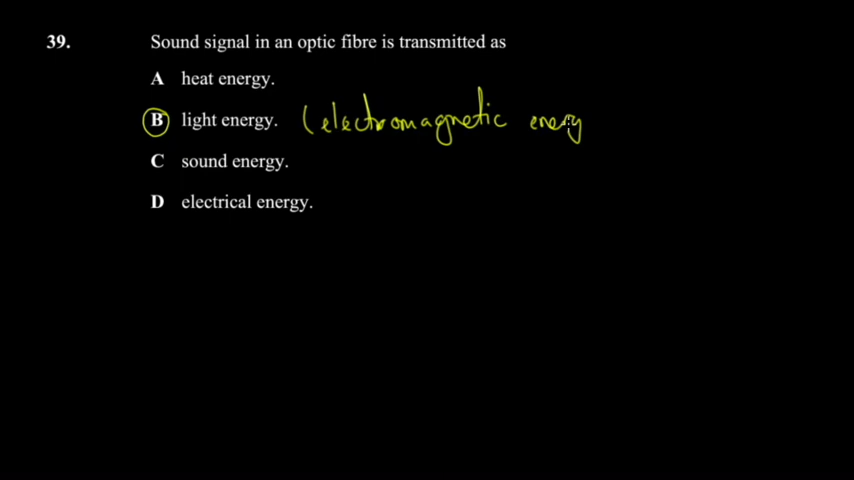 39. Sound signal in an optic fibre is transmitted as
A heat energy.
B light energy. (electromagnetic energy
C sound energy.
D electrical energy.